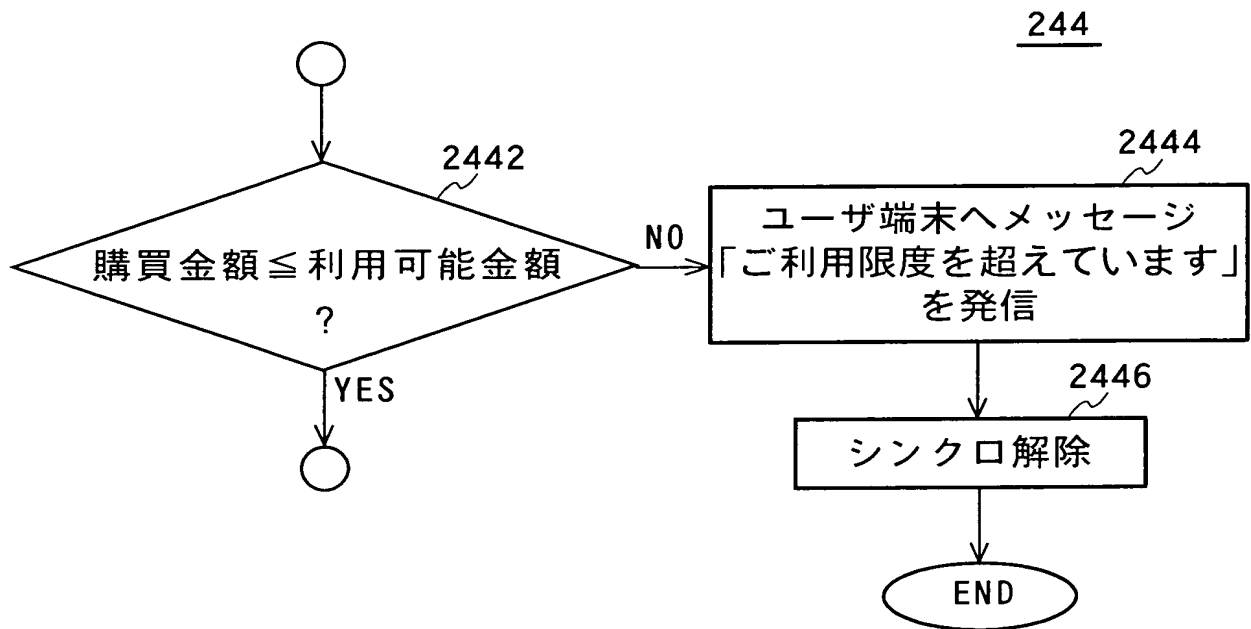 244
2442
購買金額≦利用可能金額
?
YES
NO
2444
ユーザ端末へメッセージ
「ご利用限度を超えています」
を発信
2446
シンクロ解除
END